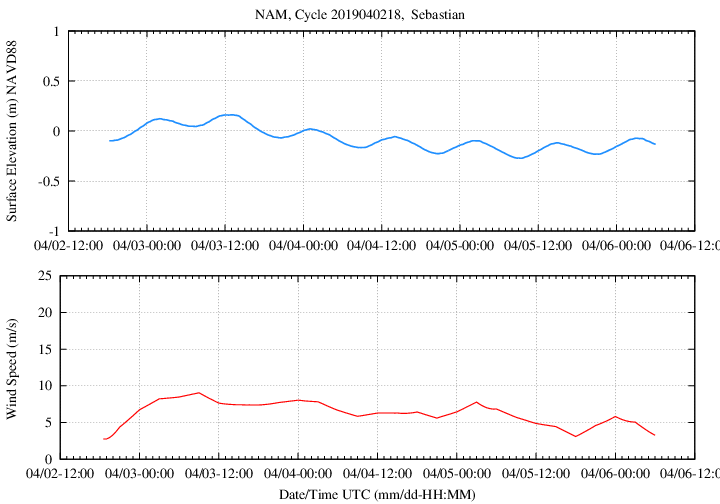 NAM, Cycle 2019040218,  Sebastian
Surface Elevation (m) NAVD88
1
0.5
0
-0.5
-1
04/02-12:00 04/03-00:00 04/03-12:00 04/04-00:00 04/04-12:00 04/05-00:00 04/05-12:00 04/06-00:00 04/06-12:00
Wind Speed (m/s)
25
20
15
10
5
0
04/02-12:00 04/03-00:00 04/03-12:00 04/04-00:00 04/04-12:00 04/05-00:00 04/05-12:00 04/06-00:00 04/06-12:00
Date/Time UTC (mm/dd-HH:MM)